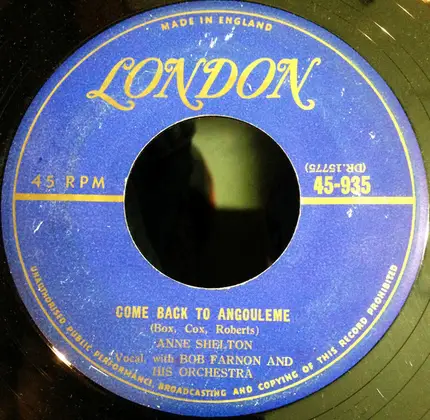 MADE IN ENGLAND
LONDON
(DR.15775)
45 RPM
45-935
COME BACK TO ANGOULEME
(Box, Cox, Roberts)
ANNE SHELTON
Vocal, with BOB FARNON AND
HIS ORCHESTRA
UNAUTHORISED PUBLIC PERFORMANCE, BROADCASTING AND COPYING OF THIS RECORD PROHIBITED